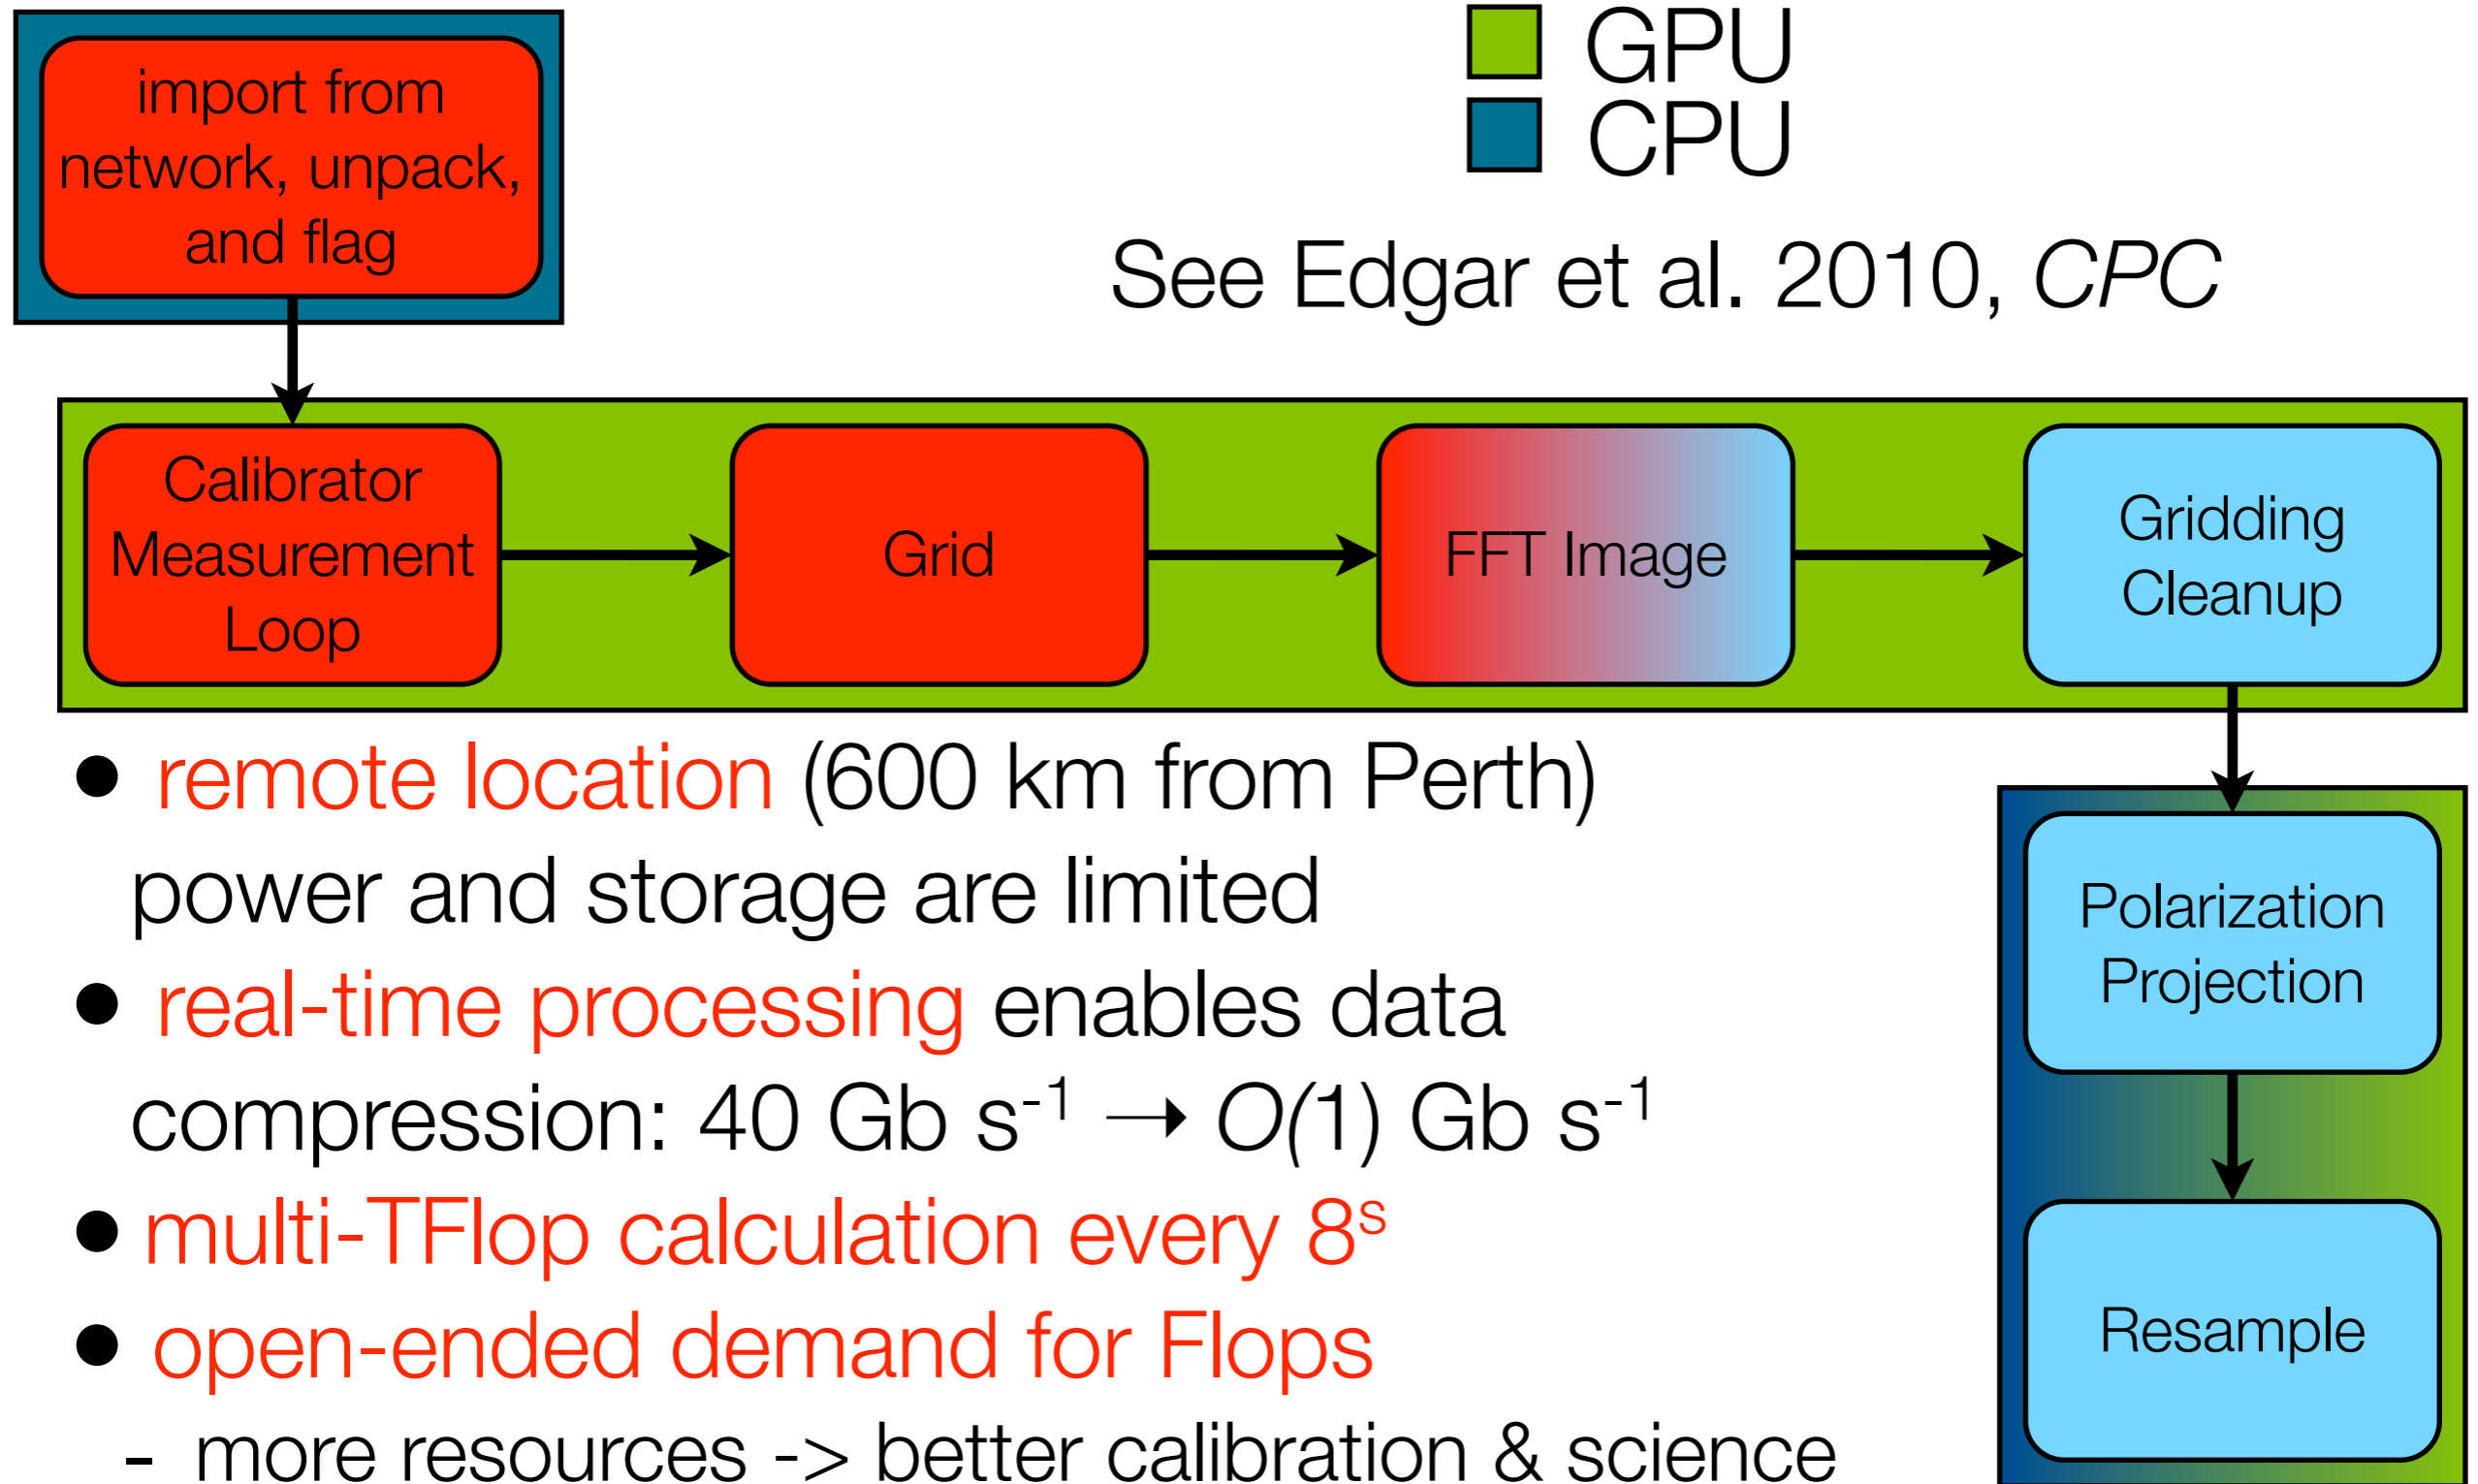 import from
network, unpack,
and flag
GPU
CPU
See Edgar et al. 2010, CPC
Calibrator
Measurement
Loop
Grid
FFT Image
Gridding
Cleanup
• remote location (600 km from Perth)
power and storage are limited
• real-time processing enables data
compression: 40 Gb s⁻¹ → O(1) Gb s⁻¹
• multi-TFlop calculation every 8ˢ
• open-ended demand for Flops
- more resources -> better calibration & science
Polarization
Projection
Resample